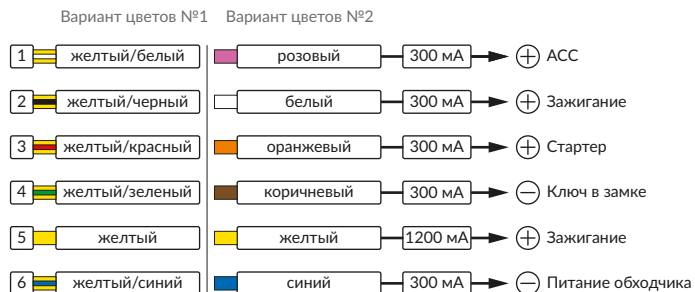 Вариант цветов №1 Вариант цветов №2
1 желтый/белый розовый 300 мА + ACC
2 желтый/черный белый 300 мА + Зажигание
3 желтый/красный оранжевый 300 мА + Стартер
4 желтый/зеленый коричневый 300 мА − Ключ в замке
5 желтый желтый 1200 мА + Зажигание
6 желтый/синий синий 300 мА − Питание обходчика